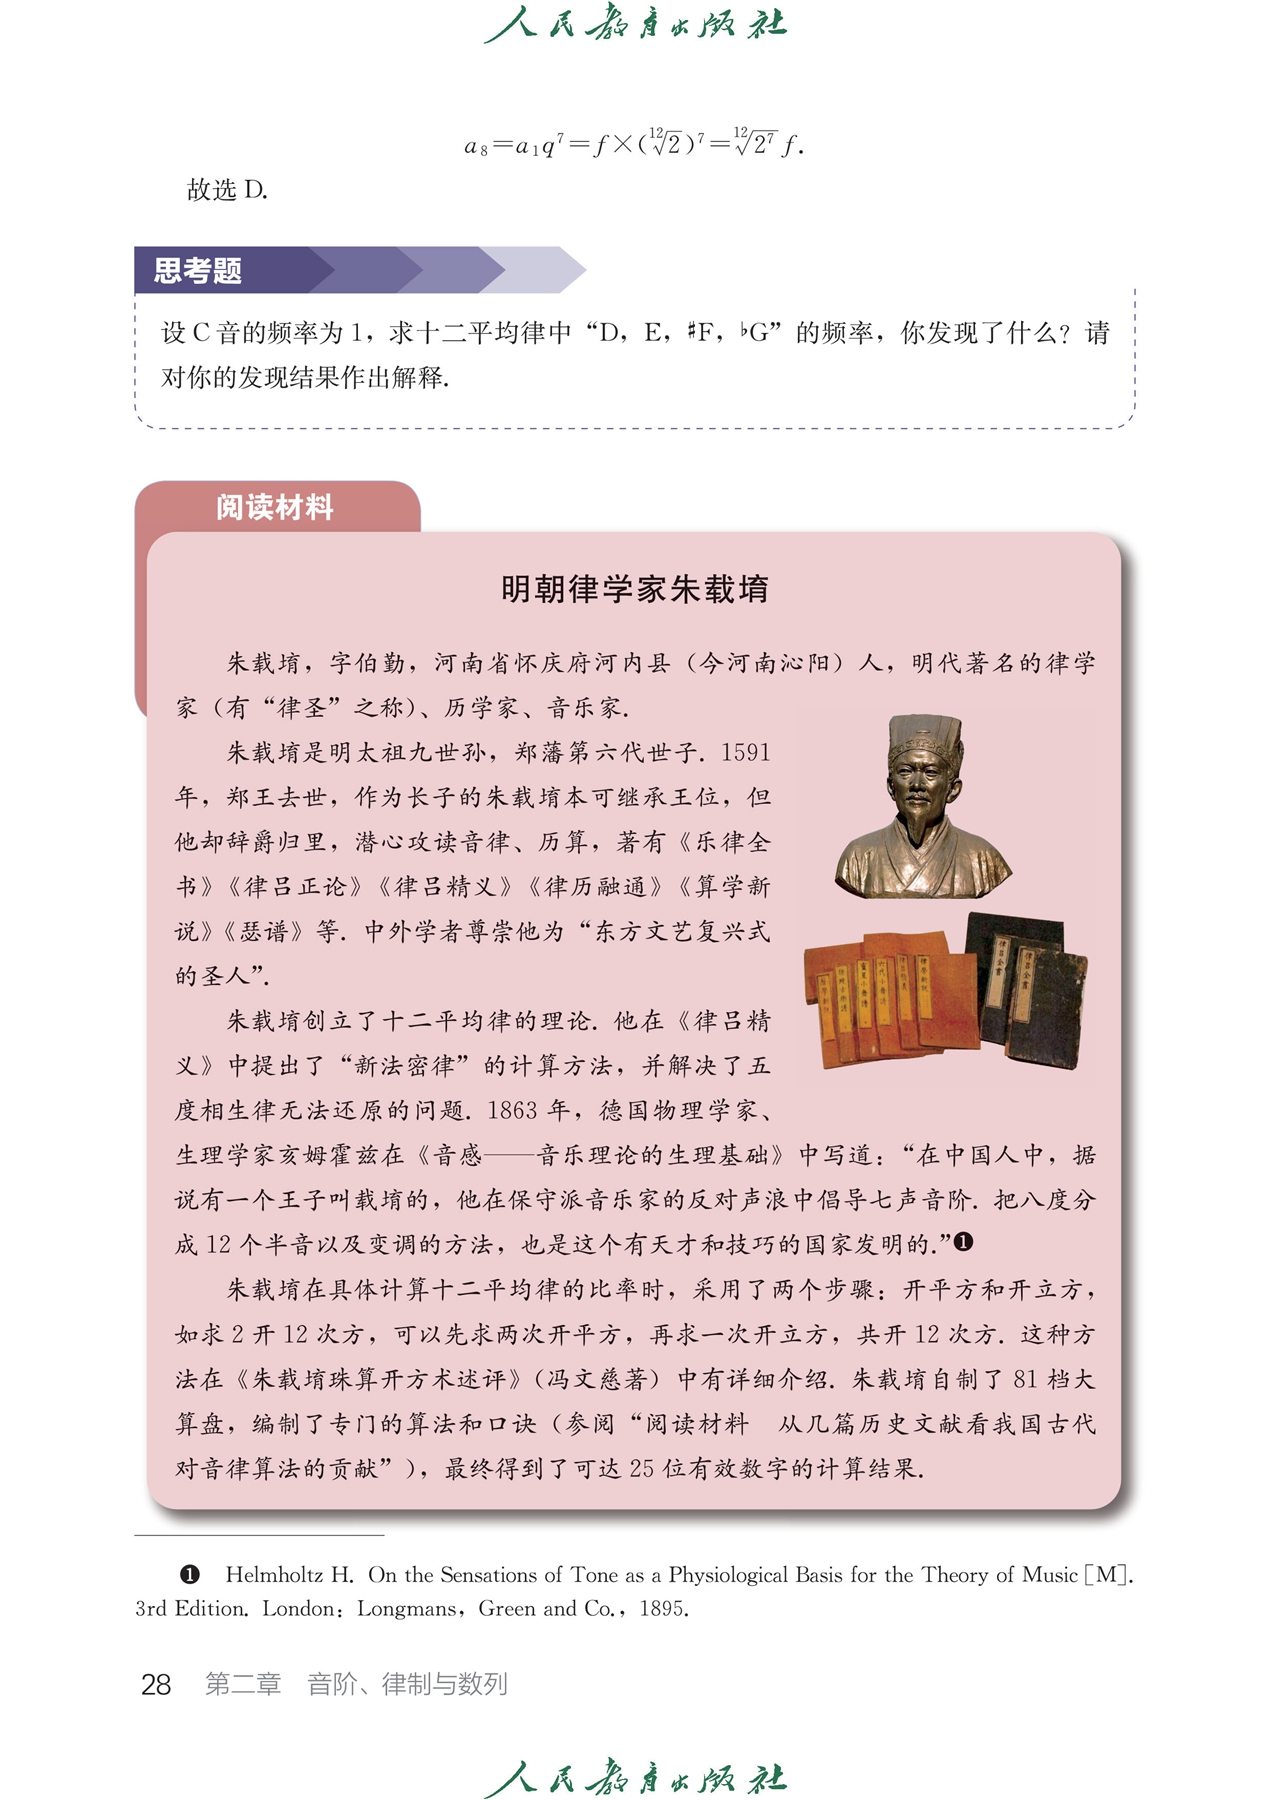 人民教育出版社
a₈=a₁q⁷=f×(¹²√2)⁷=¹²√2⁷ f.
故选 D.
思考题
设 C 音的频率为 1，求十二平均律中“D，E，♯F，♭G”的频率，你发现了什么？请
对你的发现结果作出解释.
阅读材料
明朝律学家朱载堉
朱载堉，字伯勤，河南省怀庆府河内县（今河南沁阳）人，明代著名的律学
家（有“律圣”之称）、历学家、音乐家.
朱载堉是明太祖九世孙，郑藩第六代世子. 1591
年，郑王去世，作为长子的朱载堉本可继承王位，但
他却辞爵归里，潜心攻读音律、历算，著有《乐律全
书》《律吕正论》《律吕精义》《律历融通》《算学新
说》《瑟谱》等. 中外学者尊崇他为“东方文艺复兴式
的圣人”.
朱载堉创立了十二平均律的理论. 他在《律吕精
义》中提出了“新法密律”的计算方法，并解决了五
度相生律无法还原的问题. 1863 年，德国物理学家、
生理学家亥姆霍兹在《音感——音乐理论的生理基础》中写道：“在中国人中，据
说有一个王子叫载堉的，他在保守派音乐家的反对声浪中倡导七声音阶. 把八度分
成 12 个半音以及变调的方法，也是这个有天才和技巧的国家发明的.”❶
朱载堉在具体计算十二平均律的比率时，采用了两个步骤：开平方和开立方，
如求 2 开 12 次方，可以先求两次开平方，再求一次开立方，共开 12 次方. 这种方
法在《朱载堉珠算开方术述评》（冯文慈著）中有详细介绍. 朱载堉自制了 81 档大
算盘，编制了专门的算法和口诀（参阅“阅读材料　从几篇历史文献看我国古代
对音律算法的贡献”），最终得到了可达 25 位有效数字的计算结果.
❶ Helmholtz H. On the Sensations of Tone as a Physiological Basis for the Theory of Music [M].
3rd Edition. London：Longmans，Green and Co.，1895.
28 第二章 音阶、律制与数列
人民教育出版社